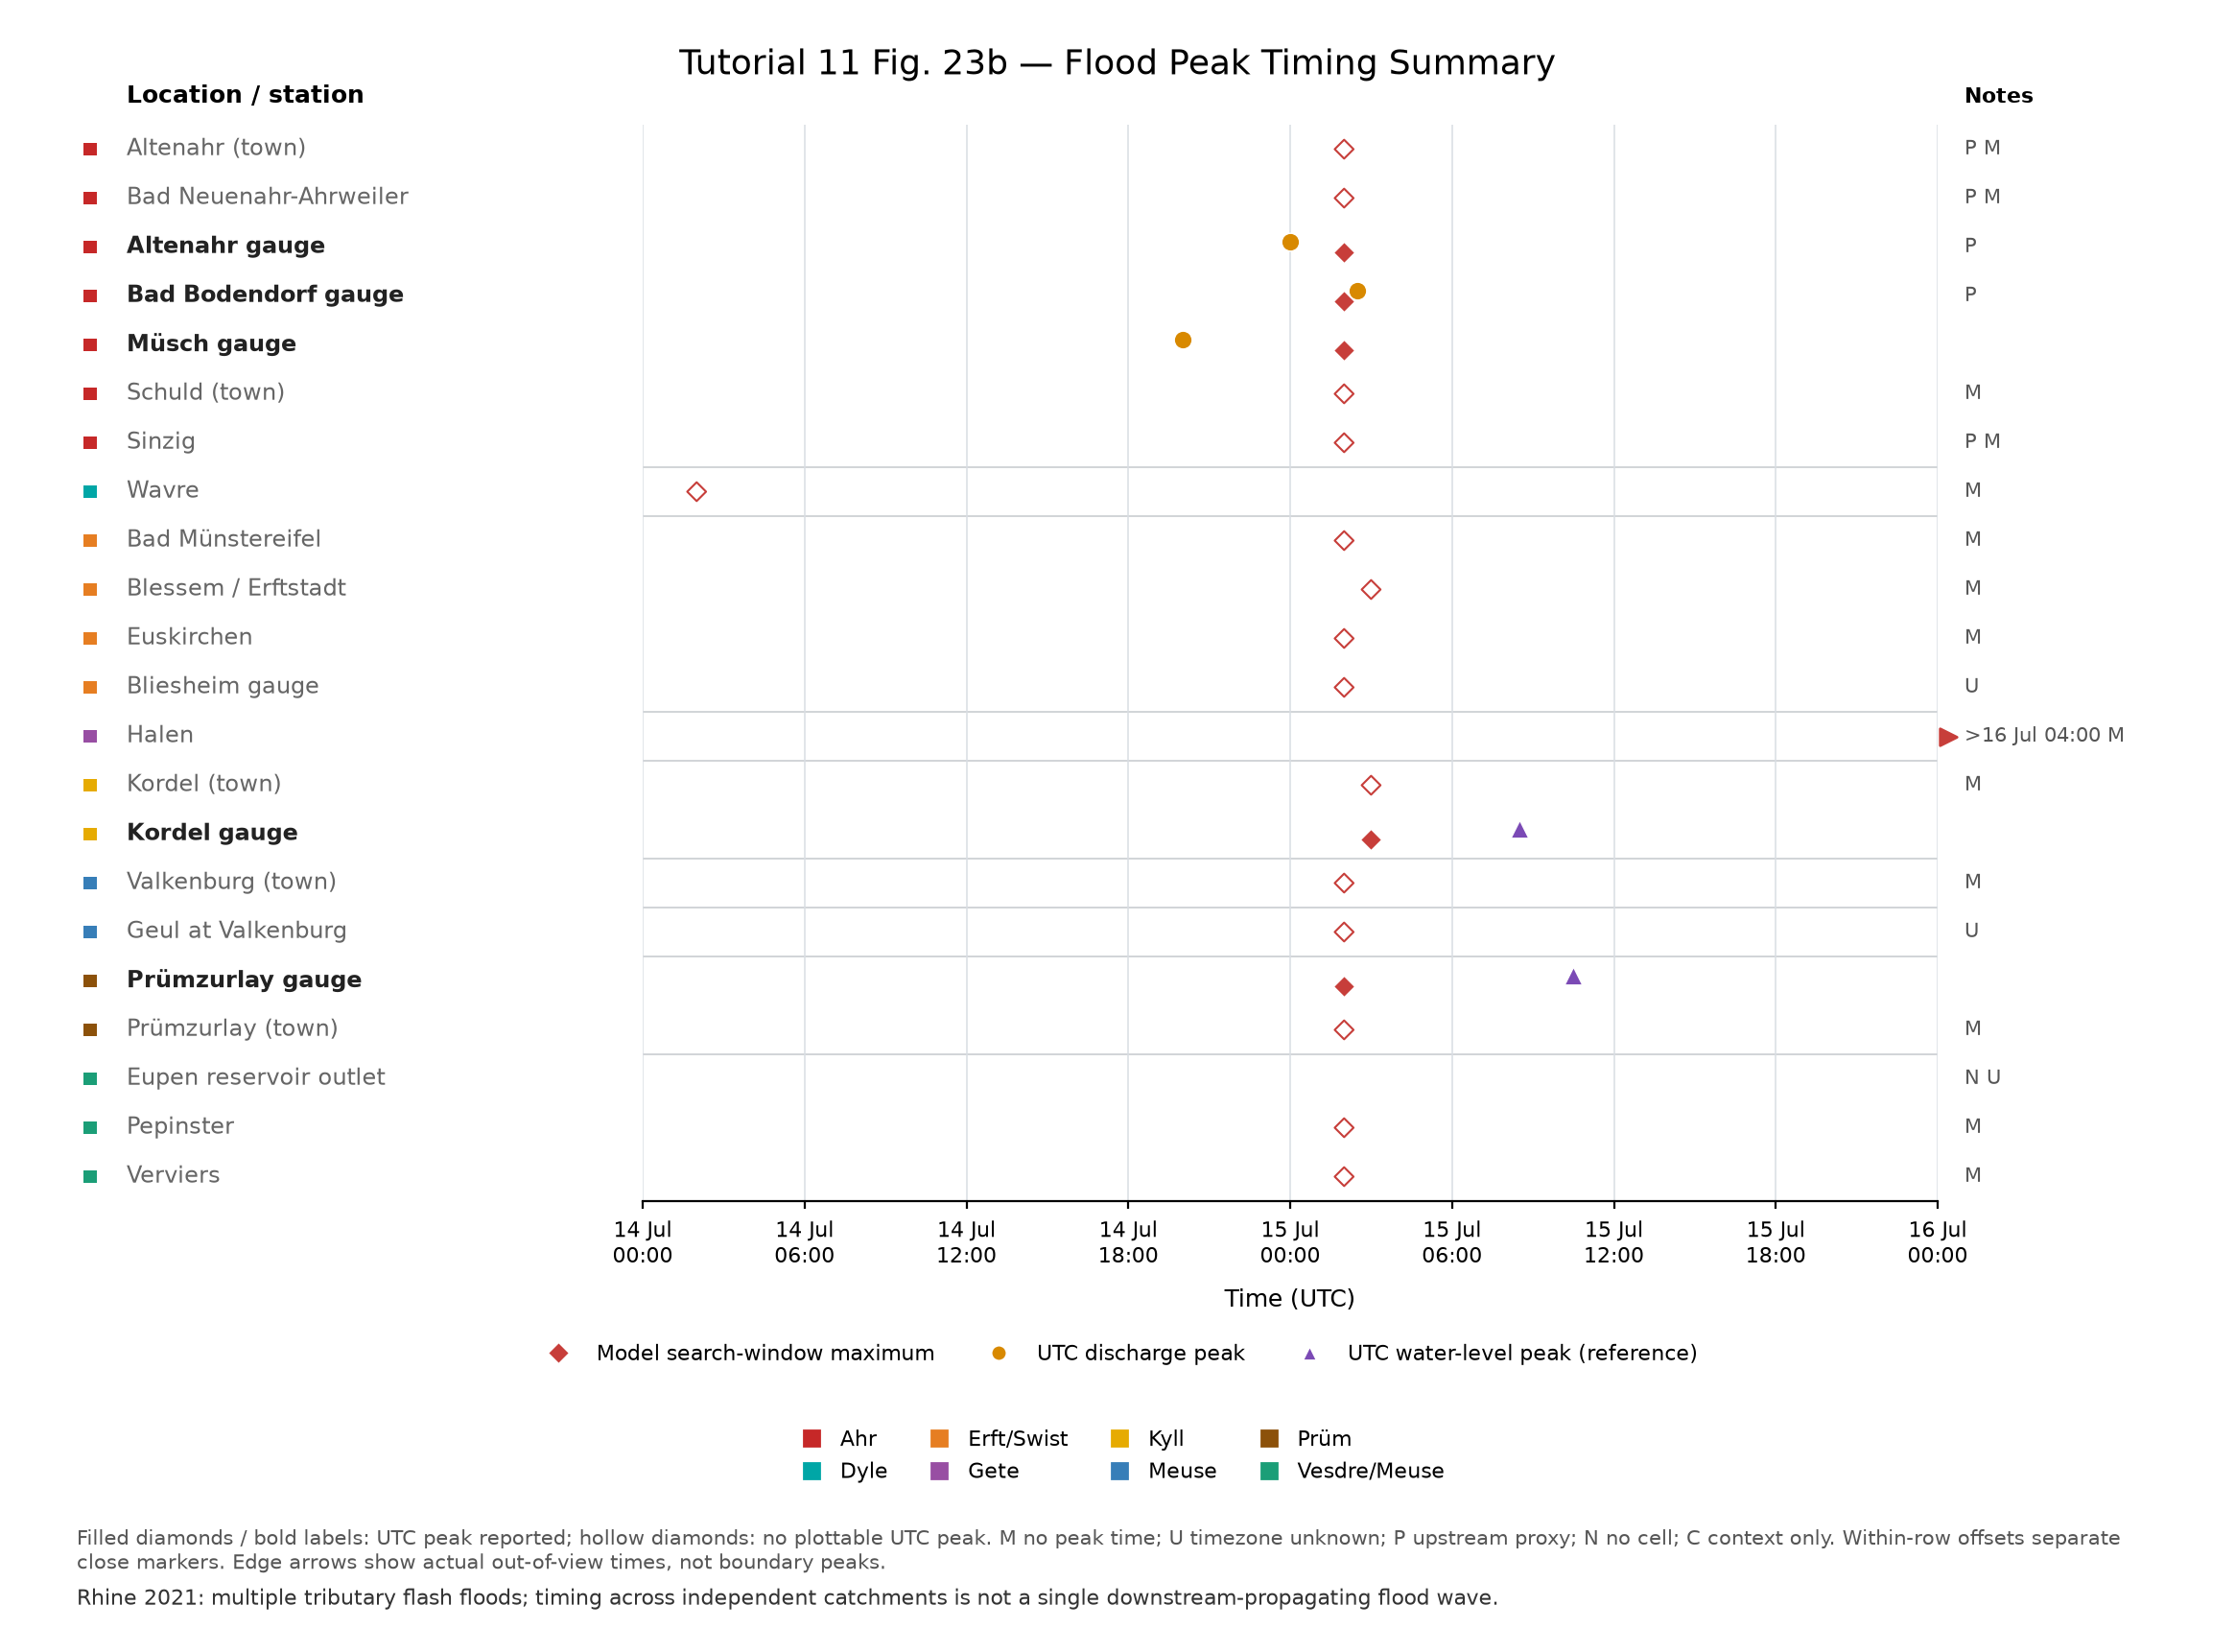 Tutorial 11 Fig. 23b — Flood Peak Timing Summary
Location / station
Notes
Altenahr (town) P M
Bad Neuenahr-Ahrweiler P M
Altenahr gauge P
Bad Bodendorf gauge P
Müsch gauge
Schuld (town) M
Sinzig P M
Wavre M
Bad Münstereifel M
Blessem / Erftstadt M
Euskirchen M
Bliesheim gauge U
Halen >16 Jul 04:00 M
Kordel (town) M
Kordel gauge
Valkenburg (town) M
Geul at Valkenburg U
Prümzurlay gauge
Prümzurlay (town) M
Eupen reservoir outlet N U
Pepinster M
Verviers M
14 Jul 14 Jul 14 Jul 14 Jul 15 Jul 15 Jul 15 Jul 15 Jul 16 Jul
00:00 06:00 12:00 18:00 00:00 06:00 12:00 18:00 00:00
Time (UTC)
Model search-window maximum UTC discharge peak UTC water-level peak (reference)
Ahr Erft/Swist Kyll Prüm
Dyle Gete Meuse Vesdre/Meuse
Filled diamonds / bold labels: UTC peak reported; hollow diamonds: no plottable UTC peak. M no peak time; U timezone unknown; P upstream proxy; N no cell; C context only. Within-row offsets separate
close markers. Edge arrows show actual out-of-view times, not boundary peaks.
Rhine 2021: multiple tributary flash floods; timing across independent catchments is not a single downstream-propagating flood wave.